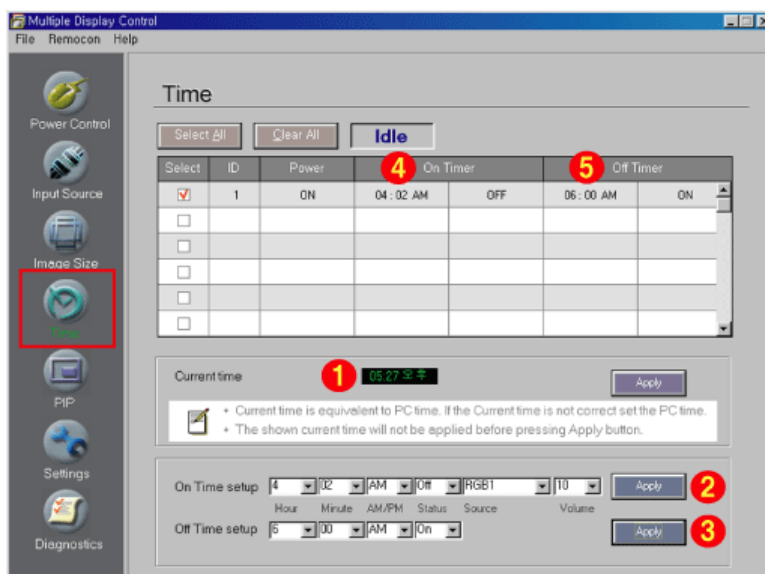 Multiple Display Control
File Remocon Help
Time
Power Control
Input Source
Image Size
Time
PIP
Settings
Diagnostics
Select All Clear All Idle
Select ID Power 4 On Timer 5 Off Timer
1 ON 04 : 02 AM OFF 06 : 00 AM ON
Current time 1 05:27 오후 Apply
+ Current time is equivalent to PC time. If the Current time is not correct set the PC time.
+ The shown current time will not be applied before pressing Apply button.
On Time setup 4 02 AM Off RGB1 10 Apply 2
Hour Minute AM/PM Status Source Volume
Off Time setup 6 00 AM On Apply 3